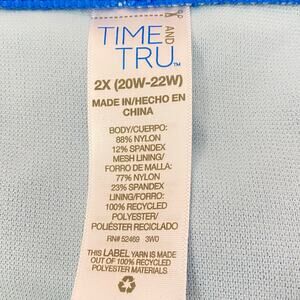 TIME
AND
TRU™
2X (20W-22W)
MADE IN/HECHO EN
CHINA
BODY/CUERPO:
88% NYLON
12% SPANDEX
MESH LINING/
FORRO DE MALLA:
77% NYLON
23% SPANDEX
LINING/FORRO:
100% RECYCLED
POLYESTER/
POLIÉSTER RECICLADO
RN# 52469 3W0
THIS LABEL YARN IS MADE
OF 100% RECYCLED
POLYESTER MATERIALS